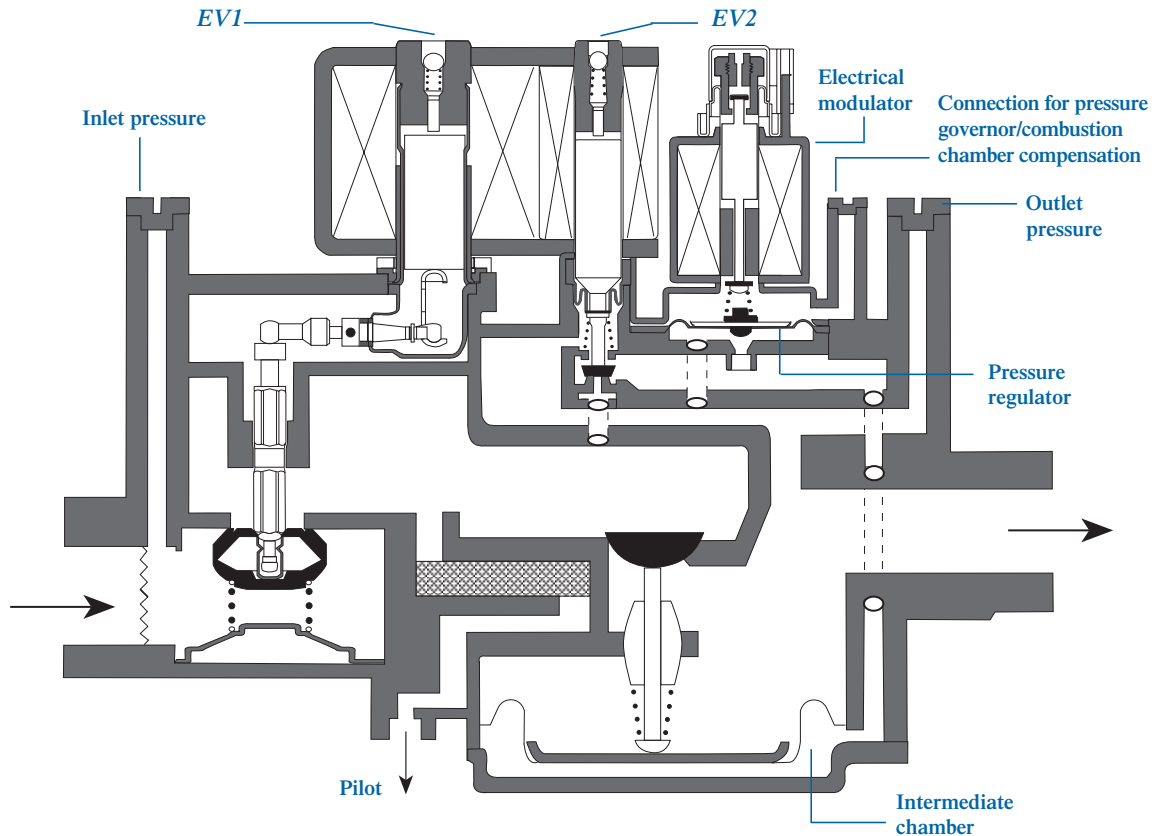 EV1
EV2
Electrical
modulator
Connection for pressure
governor/combustion
chamber compensation
Inlet pressure
Outlet
pressure
Pressure
regulator
Pilot
Intermediate
chamber